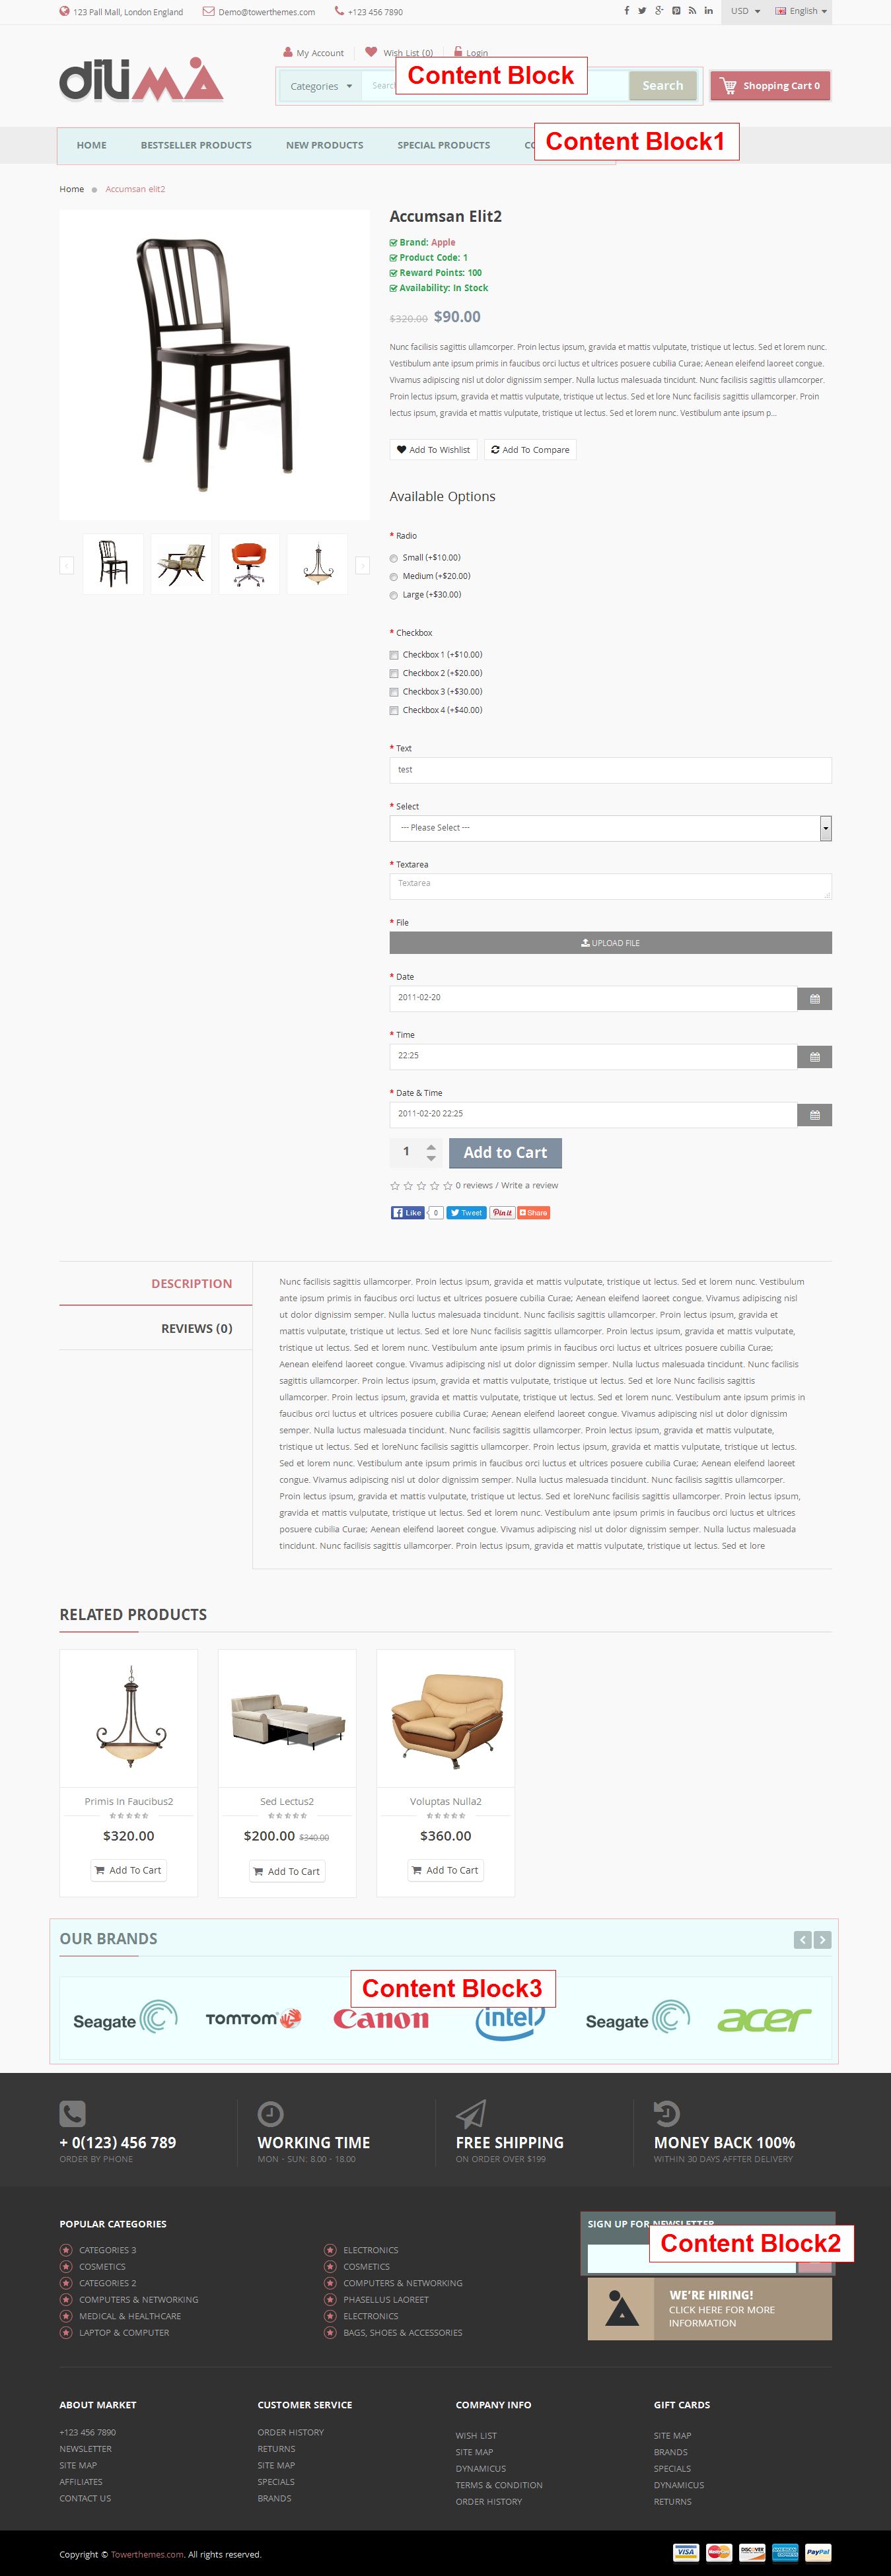 123 Pall Mall, London England Demo@towerthemes.com +123 456 7890 USD English
My Account Wish List (0) Login
diliMA
Categories Content Block Search Shopping Cart 0
HOME BESTSELLER PRODUCTS NEW PRODUCTS SPECIAL PRODUCTS Content Block1
Home Accumsan elit2
Accumsan Elit2
Brand: Apple
Product Code: 1
Reward Points: 100
Availability: In Stock
$320.00 $90.00
Nunc facilisis sagittis ullamcorper. Proin lectus ipsum, gravida et mattis vulputate, tristique ut lectus. Sed et lorem nunc.
Vestibulum ante ipsum primis in faucibus orci luctus et ultrices posuere cubilia Curae; Aenean eleifend laoreet congue.
Vivamus adipiscing nisl ut dolor dignissim semper. Nulla luctus malesuada tincidunt. Nunc facilisis sagittis ullamcorper.
Proin lectus ipsum, gravida et mattis vulputate, tristique ut lectus. Sed et lore Nunc facilisis sagittis ullamcorper. Proin
lectus ipsum, gravida et mattis vulputate, tristique ut lectus. Sed et lorem nunc. Vestibulum ante ipsum p...
Add To Wishlist Add To Compare
Available Options
* Radio
Small (+$10.00)
Medium (+$20.00)
Large (+$30.00)
* Checkbox
Checkbox 1 (+$10.00)
Checkbox 2 (+$20.00)
Checkbox 3 (+$30.00)
Checkbox 4 (+$40.00)
* Text
test
* Select
--- Please Select ---
* Textarea
Textarea
* File
UPLOAD FILE
* Date
2011-02-20
* Time
22:25
* Date & Time
2011-02-20 22:25
1 Add to Cart
0 reviews / Write a review
Like 0 Tweet Pin it Share
DESCRIPTION
REVIEWS (0)
Nunc facilisis sagittis ullamcorper. Proin lectus ipsum, gravida et mattis vulputate, tristique ut lectus. Sed et lorem nunc. Vestibulum
ante ipsum primis in faucibus orci luctus et ultrices posuere cubilia Curae; Aenean eleifend laoreet congue. Vivamus adipiscing nisl
ut dolor dignissim semper. Nulla luctus malesuada tincidunt. Nunc facilisis sagittis ullamcorper. Proin lectus ipsum, gravida et
mattis vulputate, tristique ut lectus. Sed et lore Nunc facilisis sagittis ullamcorper. Proin lectus ipsum, gravida et mattis vulputate,
tristique ut lectus. Sed et lorem nunc. Vestibulum ante ipsum primis in faucibus orci luctus et ultrices posuere cubilia Curae;
Aenean eleifend laoreet congue. Vivamus adipiscing nisl ut dolor dignissim semper. Nulla luctus malesuada tincidunt. Nunc facilisis
sagittis ullamcorper. Proin lectus ipsum, gravida et mattis vulputate, tristique ut lectus. Sed et lore Nunc facilisis sagittis
ullamcorper. Proin lectus ipsum, gravida et mattis vulputate, tristique ut lectus. Sed et lorem nunc. Vestibulum ante ipsum primis in
faucibus orci luctus et ultrices posuere cubilia Curae; Aenean eleifend laoreet congue. Vivamus adipiscing nisl ut dolor dignissim
semper. Nulla luctus malesuada tincidunt. Nunc facilisis sagittis ullamcorper. Proin lectus ipsum, gravida et mattis vulputate,
tristique ut lectus. Sed et loreNunc facilisis sagittis ullamcorper. Proin lectus ipsum, gravida et mattis vulputate, tristique ut lectus.
Sed et lorem nunc. Vestibulum ante ipsum primis in faucibus orci luctus et ultrices posuere cubilia Curae; Aenean eleifend laoreet
congue. Vivamus adipiscing nisl ut dolor dignissim semper. Nulla luctus malesuada tincidunt. Nunc facilisis sagittis ullamcorper.
Proin lectus ipsum, gravida et mattis vulputate, tristique ut lectus. Sed et loreNunc facilisis sagittis ullamcorper. Proin lectus ipsum,
gravida et mattis vulputate, tristique ut lectus. Sed et lorem nunc. Vestibulum ante ipsum primis in faucibus orci luctus et ultrices
posuere cubilia Curae; Aenean eleifend laoreet congue. Vivamus adipiscing nisl ut dolor dignissim semper. Nulla luctus malesuada
tincidunt. Nunc facilisis sagittis ullamcorper. Proin lectus ipsum, gravida et mattis vulputate, tristique ut lectus. Sed et lore
RELATED PRODUCTS
Primis In Faucibus2 Sed Lectus2 Voluptas Nulla2
$320.00 $200.00 $340.00 $360.00
Add To Cart Add To Cart Add To Cart
OUR BRANDS
Content Block3
Seagate TOMTOM Canon intel Seagate acer
+ 0(123) 456 789 WORKING TIME FREE SHIPPING MONEY BACK 100%
ORDER BY PHONE MON - SUN: 8.00 - 18.00 ON ORDER OVER $199 WITHIN 30 DAYS AFFTER DELIVERY
POPULAR CATEGORIES SIGN UP FOR NEWSLETTER
Content Block2
CATEGORIES 3 ELECTRONICS
COSMETICS COSMETICS
CATEGORIES 2 COMPUTERS & NETWORKING
COMPUTERS & NETWORKING PHASELLUS LAOREET
MEDICAL & HEALTHCARE ELECTRONICS
LAPTOP & COMPUTER BAGS, SHOES & ACCESSORIES
WE'RE HIRING!
CLICK HERE FOR MORE
INFORMATION
ABOUT MARKET CUSTOMER SERVICE COMPANY INFO GIFT CARDS
+123 456 7890 ORDER HISTORY WISH LIST SITE MAP
NEWSLETTER RETURNS SITE MAP BRANDS
SITE MAP SITE MAP DYNAMICUS SPECIALS
AFFILIATES SPECIALS TERMS & CONDITION DYNAMICUS
CONTACT US BRANDS ORDER HISTORY RETURNS
Copyright © Towerthemes.com. All rights reserved. VISA MasterCard DISCOVER AMERICAN EXPRESS PayPal